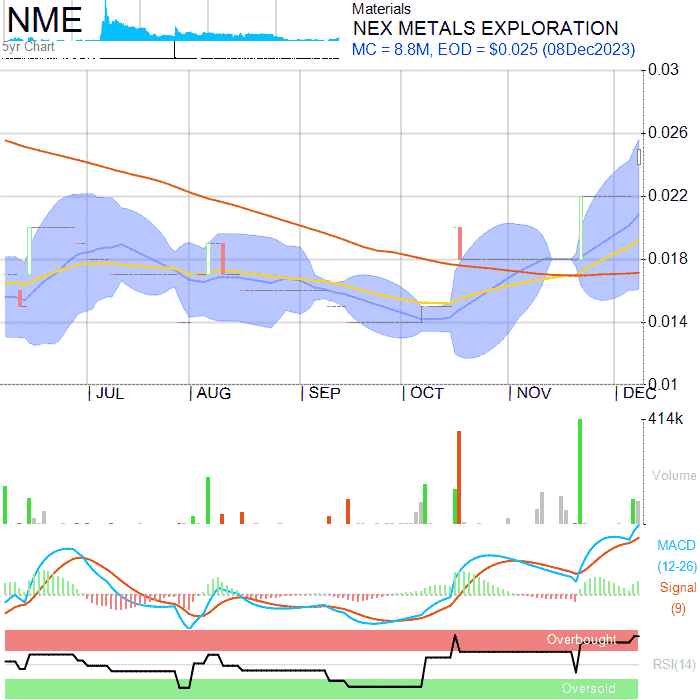 NME
5yr Chart
Materials
NEX METALS EXPLORATION
MC = 8.8M, EOD = $0.025 (08Dec2023)
0.03
0.026
0.022
0.018
0.014
0.01
JUL AUG SEP OCT NOV DEC
414k
Volume
MACD
(12-26)
Signal
(9)
Overbought
RSI(14)
Oversold